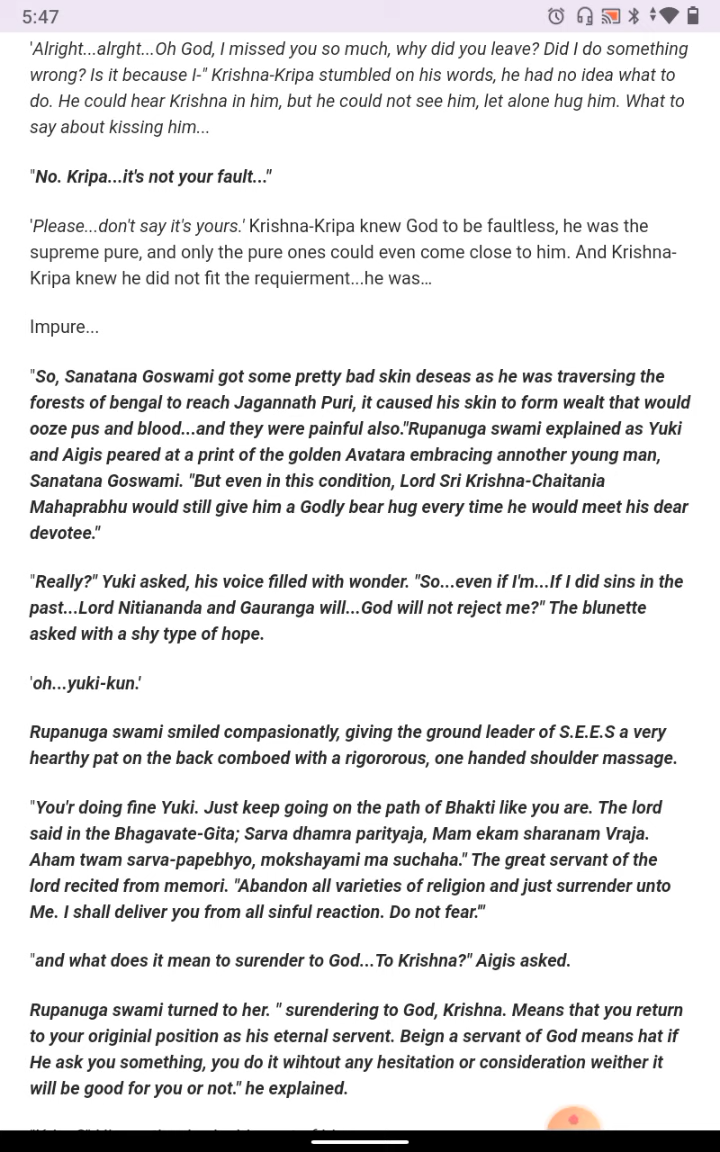 5:47
'Alright...alrght...Oh God, I missed you so much, why did you leave? Did I do something
wrong? Is it because I-" Krishna-Kripa stumbled on his words, he had no idea what to
do. He could hear Krishna in him, but he could not see him, let alone hug him. What to
say about kissing him...
"No. Kripa...it's not your fault..."
'Please...don't say it's yours.' Krishna-Kripa knew God to be faultless, he was the
supreme pure, and only the pure ones could even come close to him. And Krishna-
Kripa knew he did not fit the requierment...he was...
Impure...
"So, Sanatana Goswami got some pretty bad skin deseas as he was traversing the
forests of bengal to reach Jagannath Puri, it caused his skin to form wealt that would
ooze pus and blood...and they were painful also."Rupanuga swami explained as Yuki
and Aigis peared at a print of the golden Avatara embracing annother young man,
Sanatana Goswami. "But even in this condition, Lord Sri Krishna-Chaitania
Mahaprabhu would still give him a Godly bear hug every time he would meet his dear
devotee."
"Really?" Yuki asked, his voice filled with wonder. "So...even if I'm...If I did sins in the
past...Lord Nitiananda and Gauranga will...God will not reject me?" The blunette
asked with a shy type of hope.
'oh...yuki-kun.'
Rupanuga swami smiled compasionatly, giving the ground leader of S.E.E.S a very
hearthy pat on the back comboed with a rigororous, one handed shoulder massage.
"You'r doing fine Yuki. Just keep going on the path of Bhakti like you are. The lord
said in the Bhagavate-Gita; Sarva dhamra parityaja, Mam ekam sharanam Vraja.
Aham twam sarva-papebhyo, mokshayami ma suchaha." The great servant of the
lord recited from memori. "Abandon all varieties of religion and just surrender unto
Me. I shall deliver you from all sinful reaction. Do not fear.'"
"and what does it mean to surender to God...To Krishna?" Aigis asked.
Rupanuga swami turned to her. " surendering to God, Krishna. Means that you return
to your originial position as his eternal servent. Beign a servant of God means hat if
He ask you something, you do it wihtout any hesitation or consideration weither it
will be good for you or not." he explained.